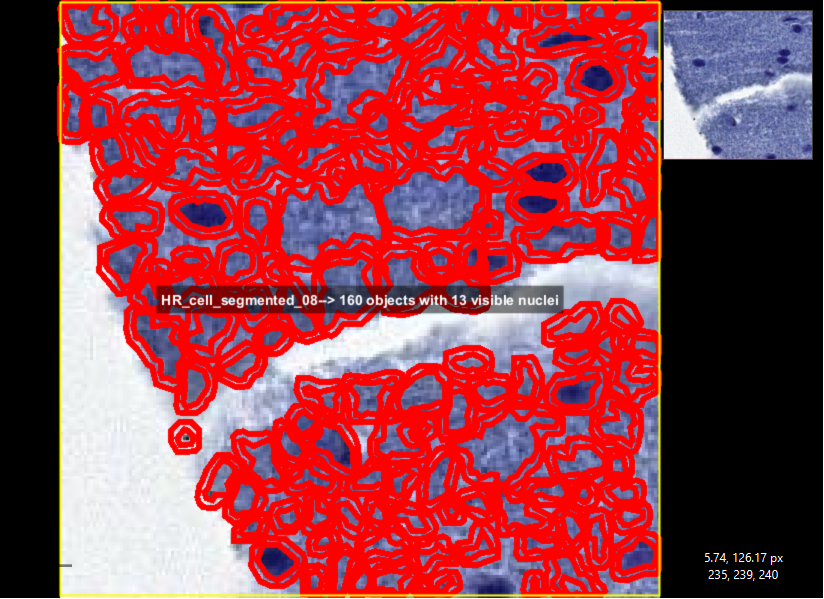 HR_cell_segmented_08--> 160 objects with 13 visible nuclei
5.74, 126.17 px
235, 239, 240